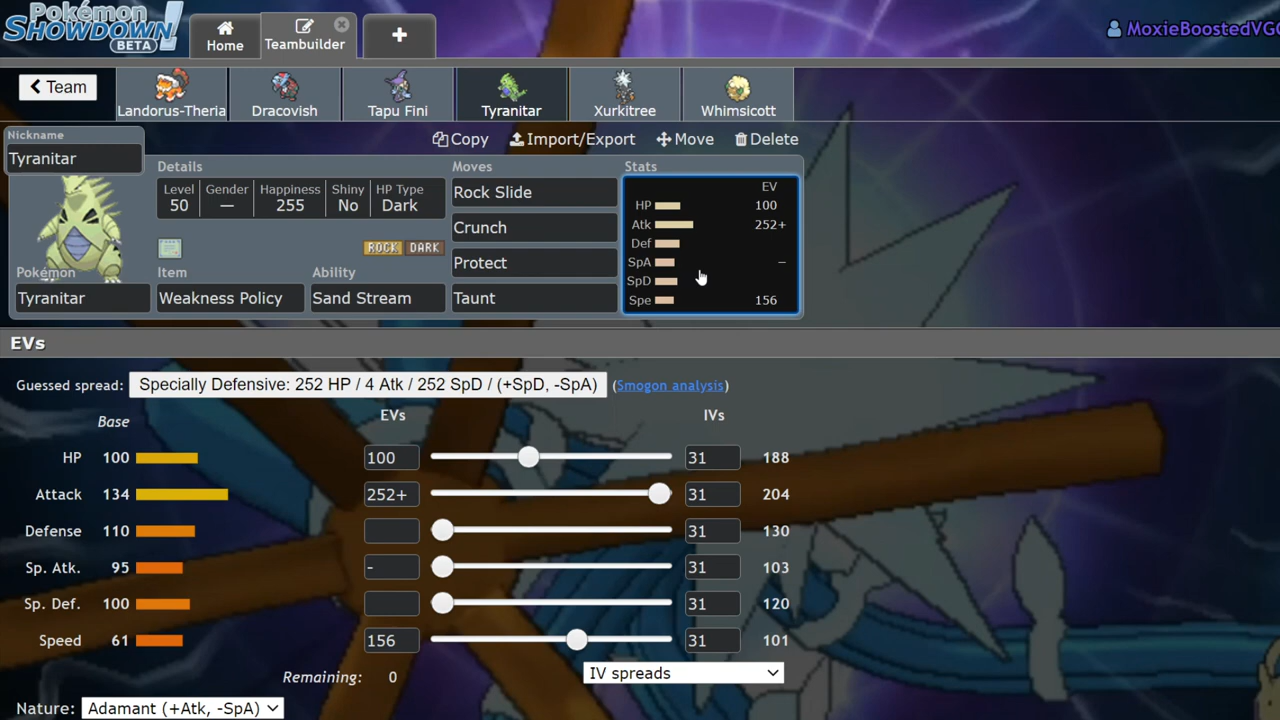 Pokémon
SHOWDOWN!
BETA
Home
Teambuilder
+
MoxieBoostedVGC
Team
Landorus-Theria
Dracovish
Tapu Fini
Tyranitar
Xurkitree
Whimsicott
Nickname
Tyranitar
Copy
Import/Export
Move
Delete
Details
Moves
Stats
Level
50
Gender
—
Happiness
255
Shiny
No
HP Type
Dark
ROCK DARK
Pokémon
Tyranitar
Item
Weakness Policy
Ability
Sand Stream
Rock Slide
Crunch
Protect
Taunt
EV
HP 100
Atk 252+
Def
SpA –
SpD
Spe 156
EVs
Guessed spread: Specially Defensive: 252 HP / 4 Atk / 252 SpD / (+SpD, -SpA) (Smogon analysis)
Base EVs IVs
HP 100 100 31 188
Attack 134 252+ 31 204
Defense 110 31 130
Sp. Atk. 95 - 31 103
Sp. Def. 100 31 120
Speed 61 156 31 101
Remaining: 0
IV spreads
Nature: Adamant (+Atk, -SpA)